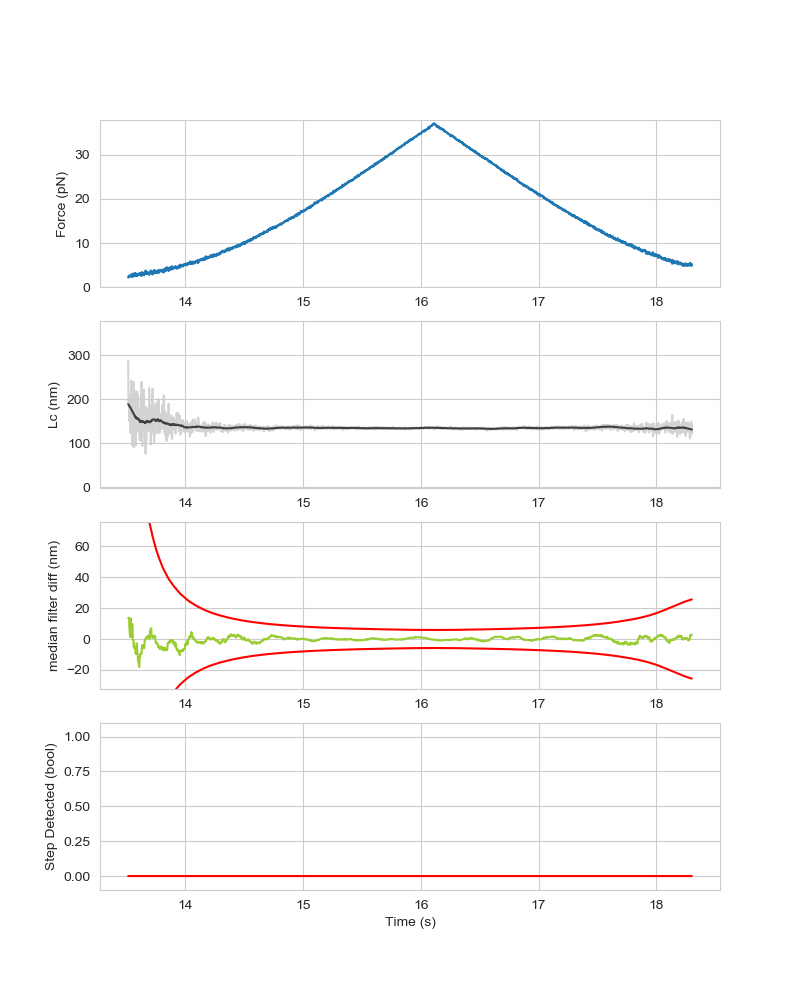 30
20
10
0
Force (pN)
14 15 16 17 18
300
200
100
0
Lc (nm)
14 15 16 17 18
60
40
20
0
−20
median filter diff (nm)
14 15 16 17 18
1.00
0.75
0.50
0.25
0.00
Step Detected (bool)
14 15 16 17 18
Time (s)